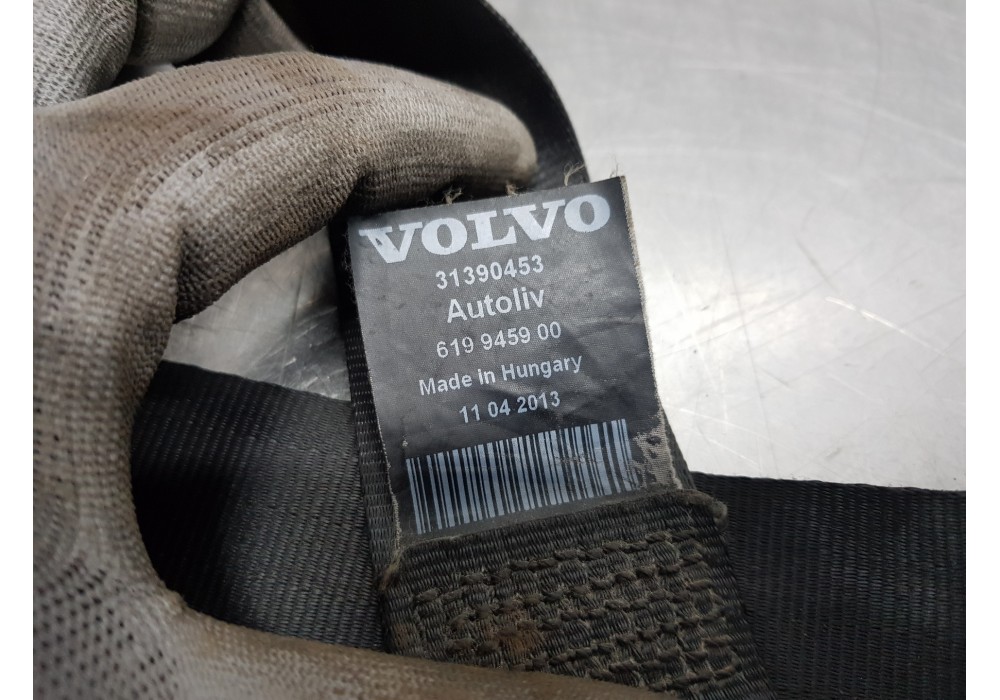 VOLVO
31390453
Autoliv
619 9459 00
Made in Hungary
11 04 2013